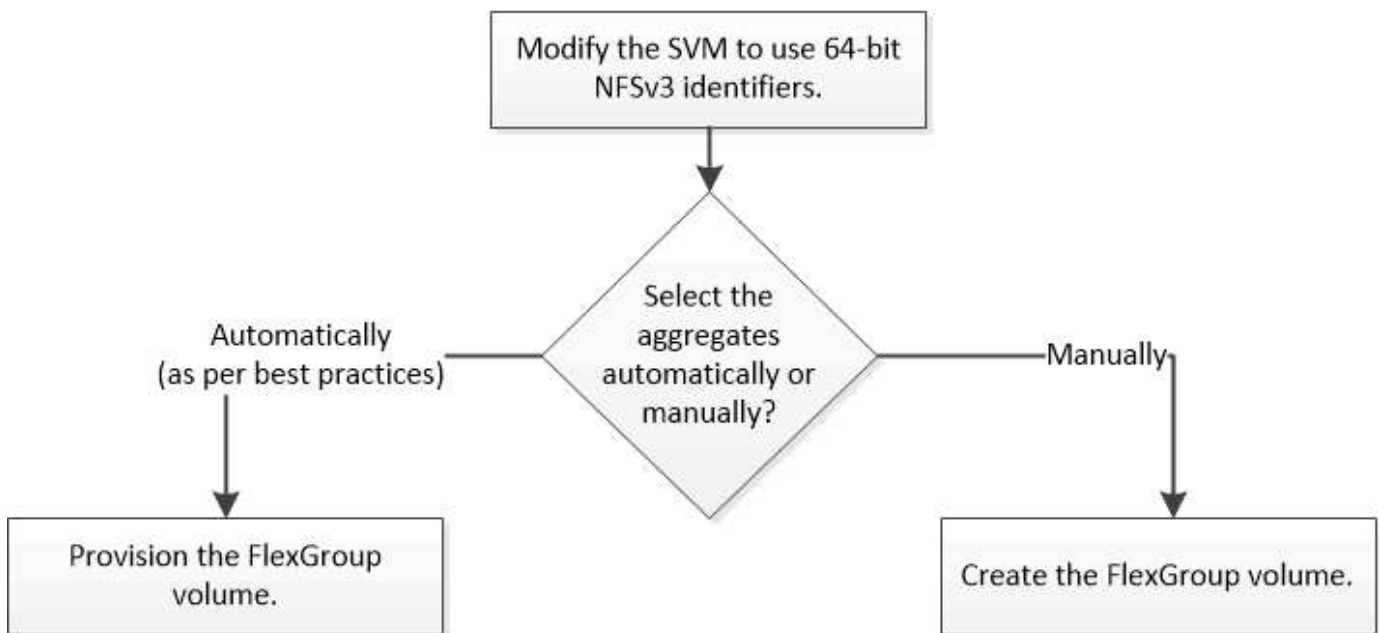 Modify the SVM to use 64-bit
NFSv3 identifiers.
Select the
aggregates
automatically or
manually?
Automatically
(as per best practices)
Manually
Provision the FlexGroup
volume.
Create the FlexGroup volume.